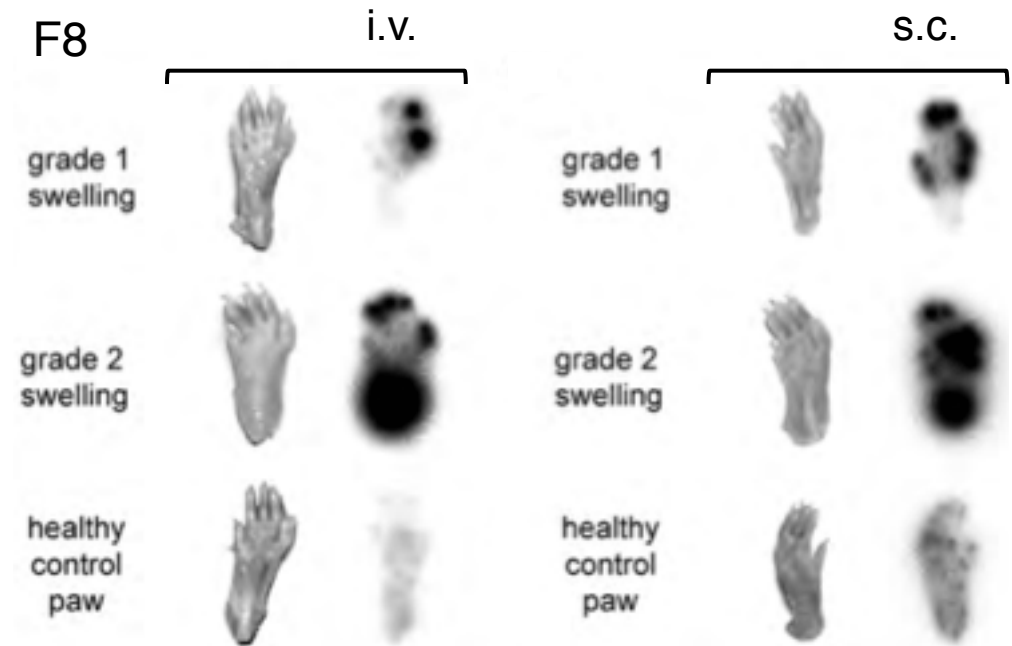 F8
i.v.
s.c.
grade 1
swelling
grade 1
swelling
grade 2
swelling
grade 2
swelling
healthy
control
paw
healthy
control
paw